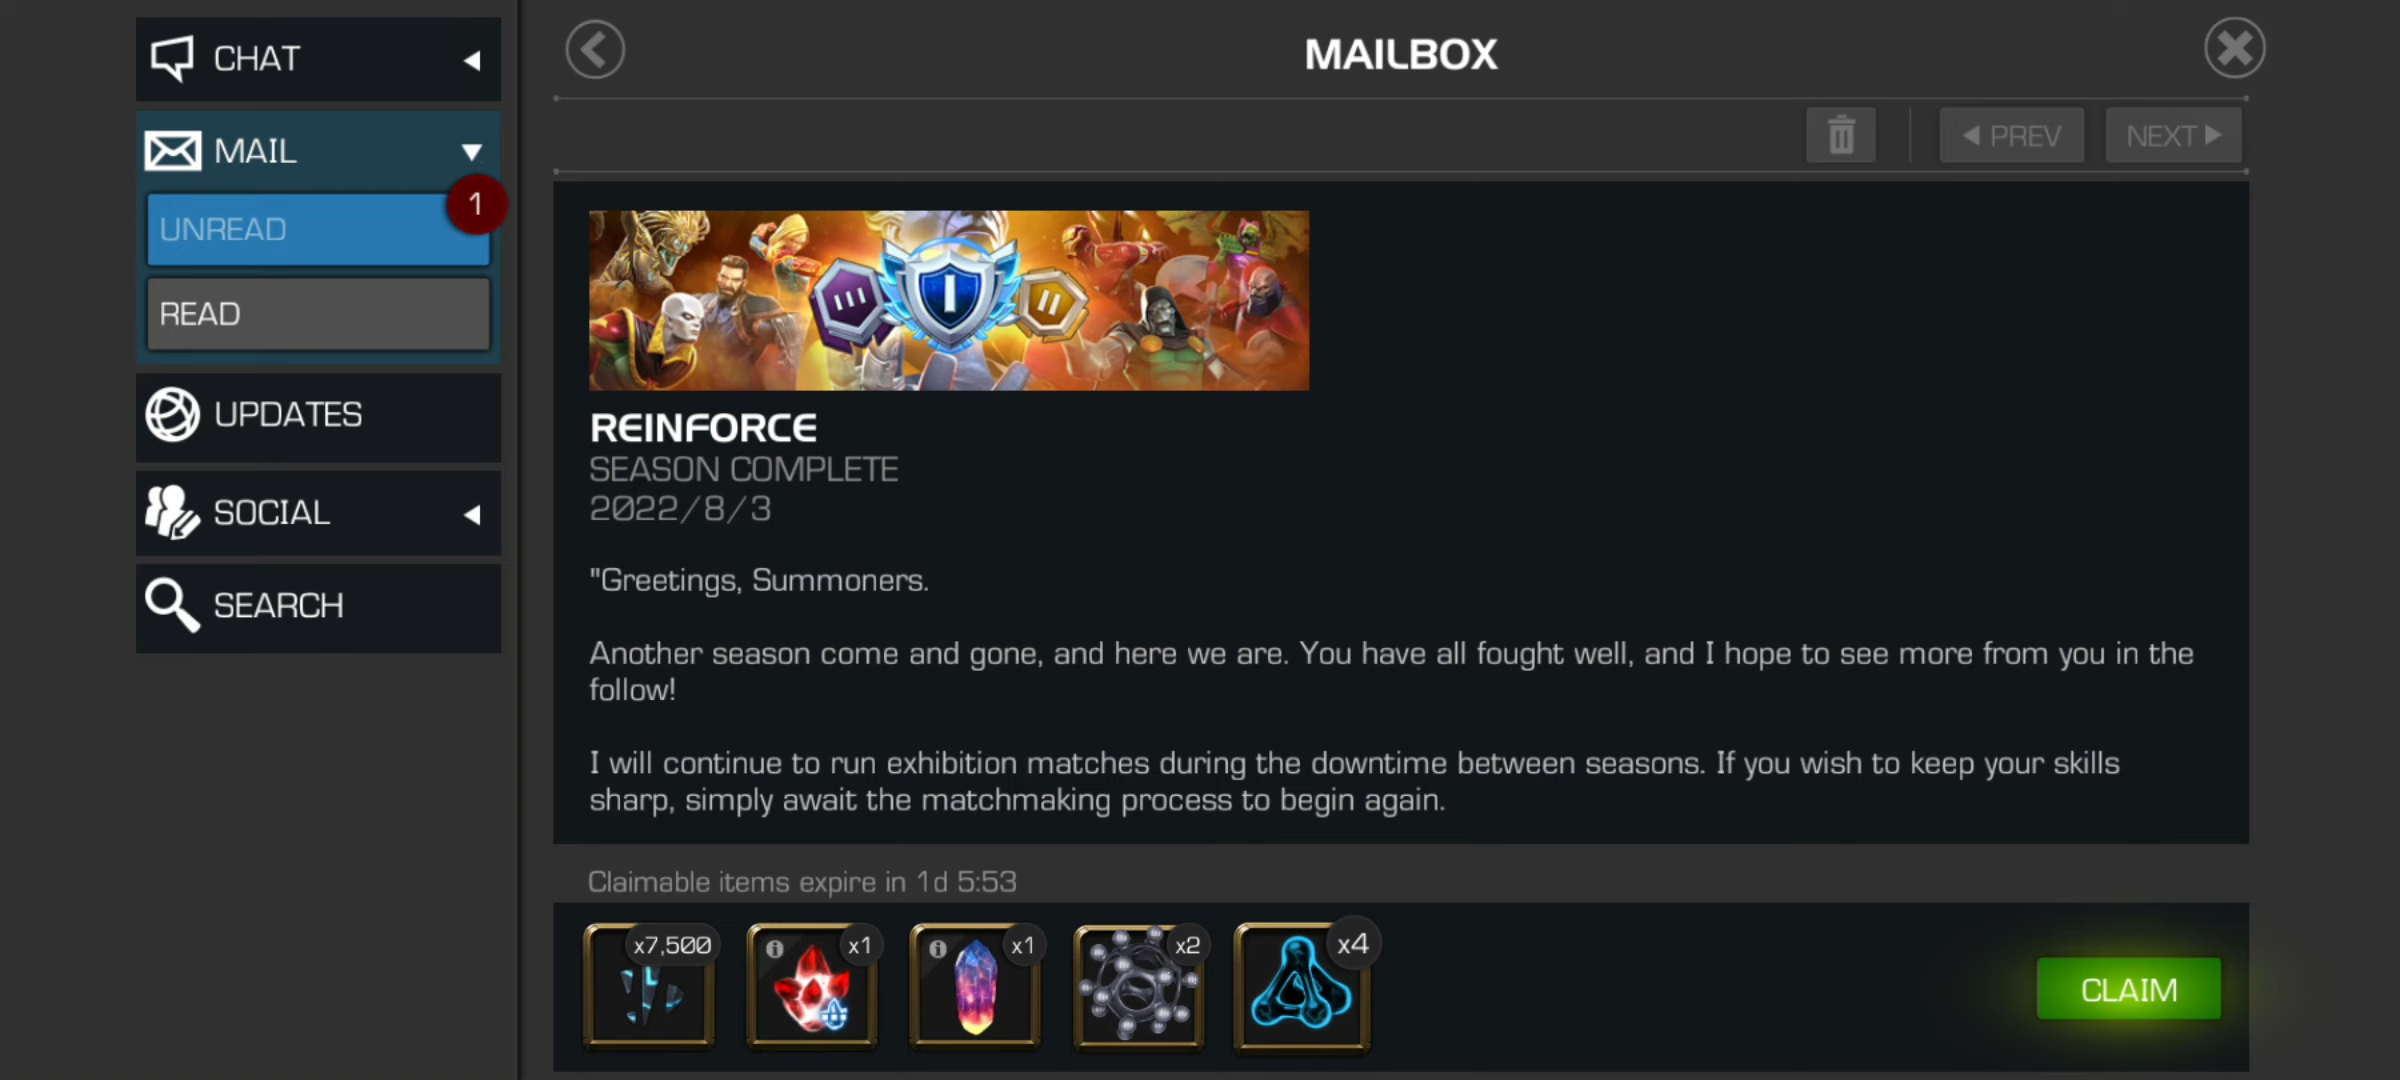 CHAT
MAIL
1
UNREAD
READ
UPDATES
SOCIAL
SEARCH
MAILBOX
PREV
NEXT
REINFORCE
SEASON COMPLETE
2022/8/3
"Greetings, Summoners.
Another season come and gone, and here we are. You have all fought well, and I hope to see more from you in the
follow!
I will continue to run exhibition matches during the downtime between seasons. If you wish to keep your skills
sharp, simply await the matchmaking process to begin again.
Claimable items expire in 1d 5:53
x7,500
x1
x1
x2
x4
CLAIM